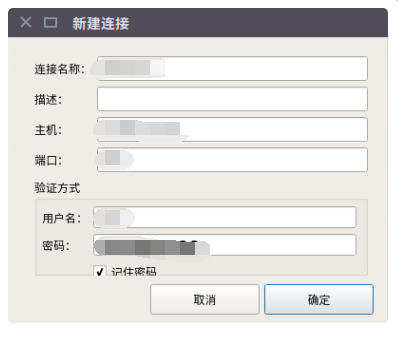 新建连接
连接名称：
描述：
主机：
端口：
验证方式
用户名：
密码：
记住密码
取消 确定